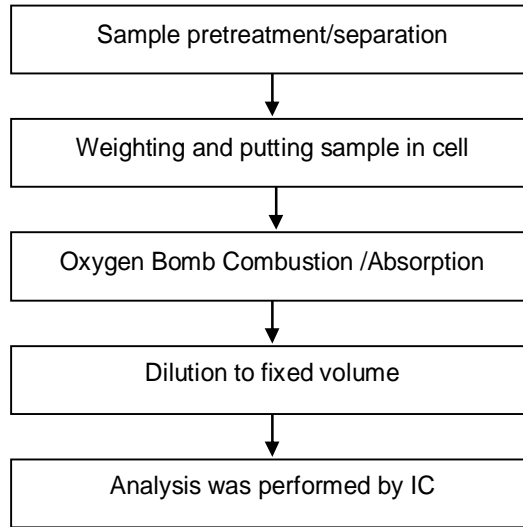 Sample pretreatment/separation
Weighting and putting sample in cell
Oxygen Bomb Combustion /Absorption
Dilution to fixed volume
Analysis was performed by IC